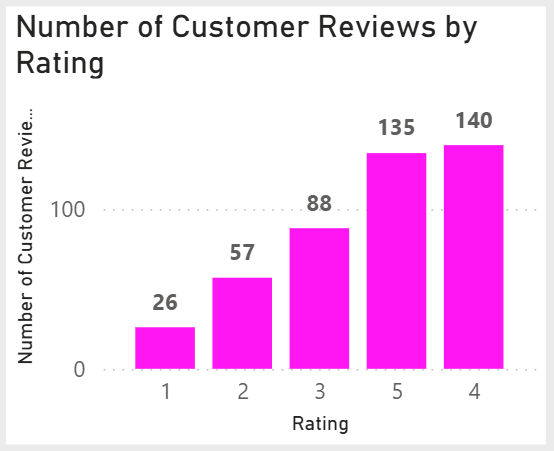 Number of Customer Reviews by
Rating
Number of Customer Revie...
140
135
100
88
57
26
0
1 2 3 5 4
Rating